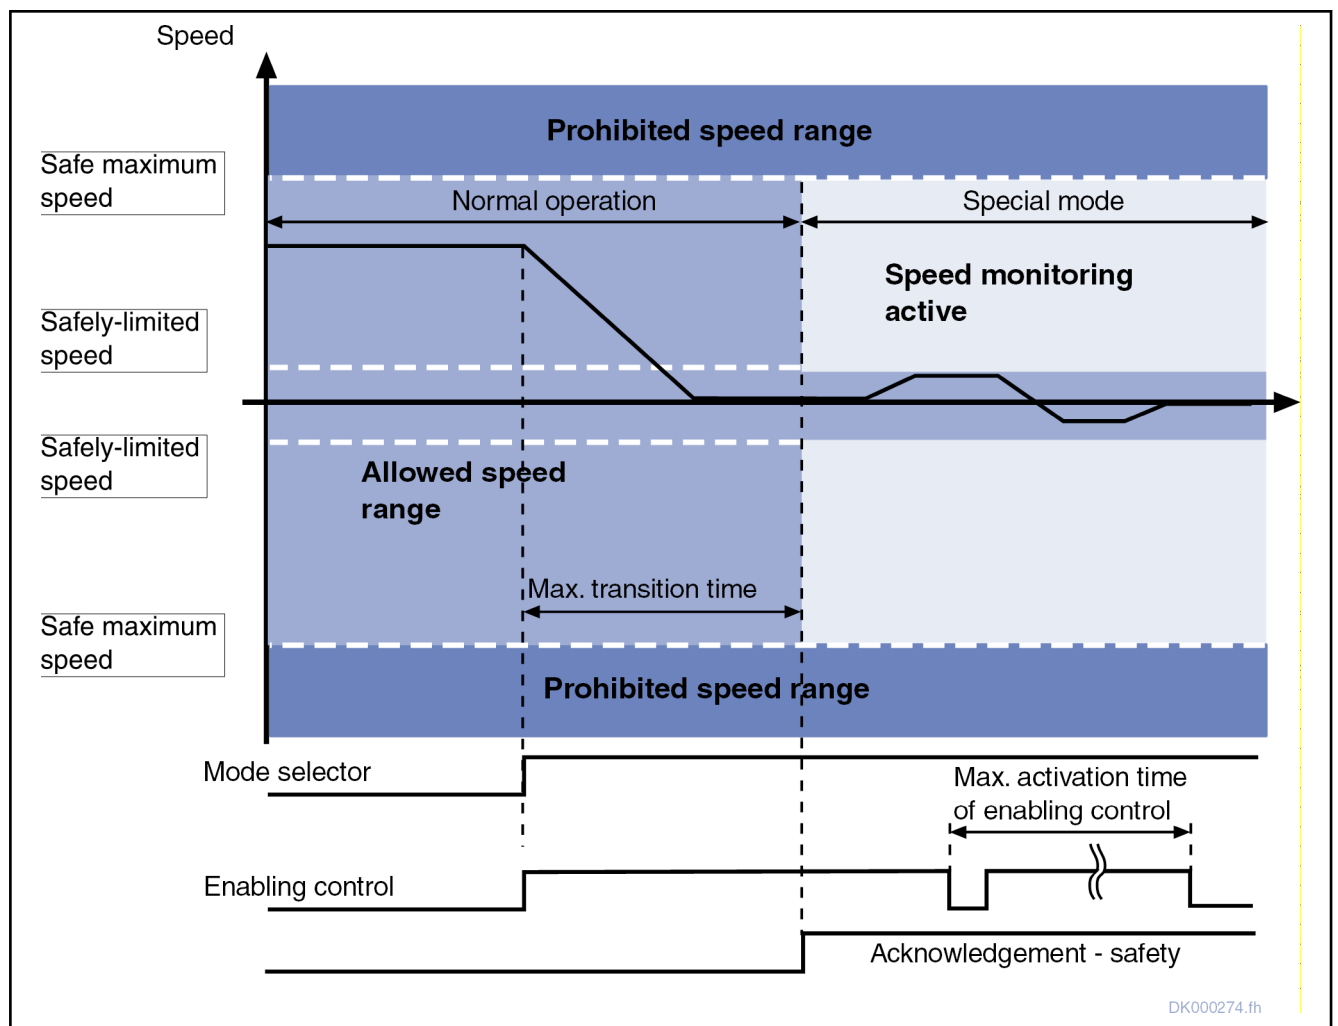 Speed
Prohibited speed range
Safe maximum
speed
Normal operation
Special mode
Speed monitoring
active
Safely-limited
speed
Safely-limited
speed
Allowed speed
range
Max. transition time
Safe maximum
speed
Prohibited speed range
Mode selector
Max. activation time
of enabling control
Enabling control
Acknowledgement - safety
DK000274.fh